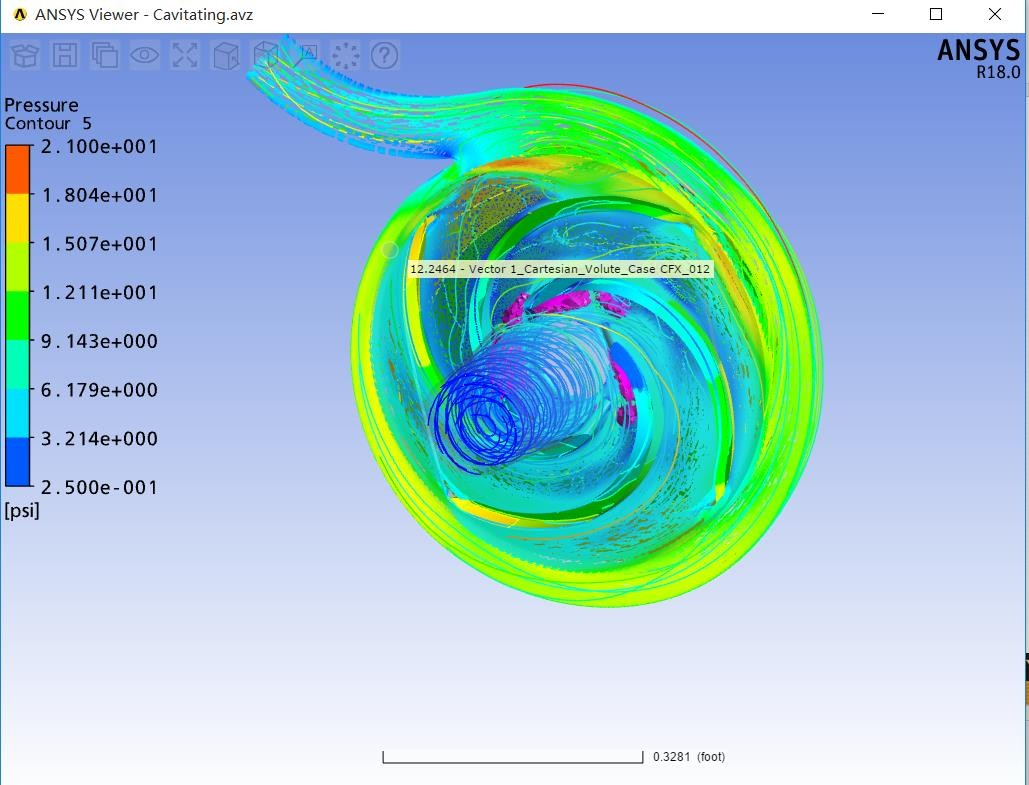 ANSYS Viewer - Cavitating.avz
ANSYS
R18.0
Pressure
Contour 5
2.100e+001
1.804e+001
1.507e+001
1.211e+001
9.143e+000
6.179e+000
3.214e+000
2.500e-001
[psi]
12.2464 - Vector 1_Cartesian_Volute_Case CFX_012
0.3281 (foot)